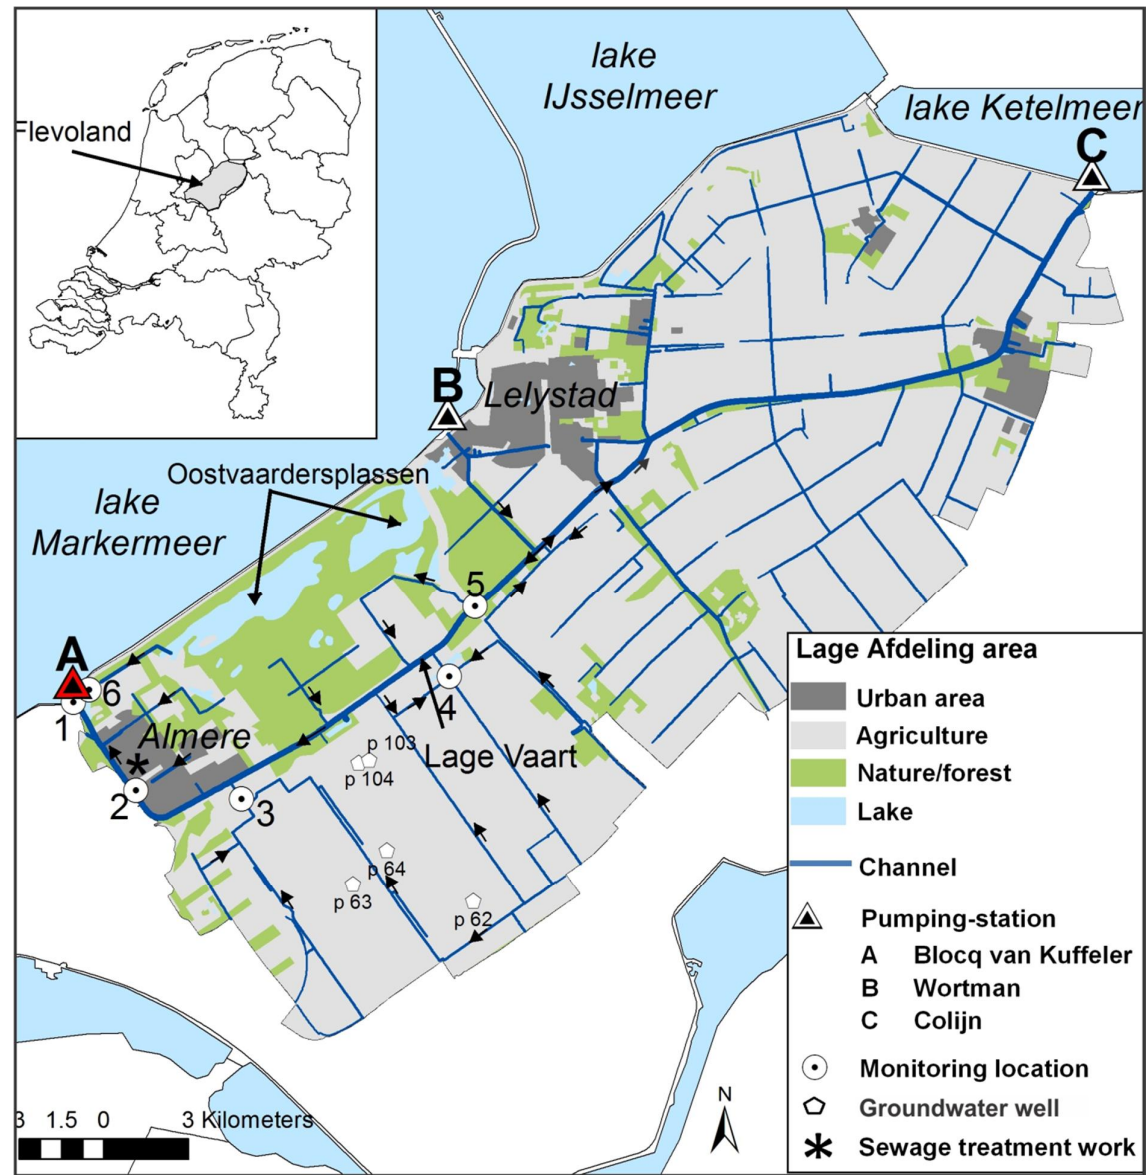 Flevoland
lake
IJsselmeer
lake Ketelmeer
C
B
Lelystad
Oostvaardersplassen
lake
Markermeer
5
A
6
1
Almere
4
Lage Vaart
p 103
p 104
2
3
p 64
p 63
p 62
Lage Afdeling area
Urban area
Agriculture
Nature/forest
Lake
Channel
Pumping-station
A Blocq van Kuffeler
B Wortman
C Colijn
Monitoring location
Groundwater well
Sewage treatment work
N
3 1.5 0 3 Kilometers